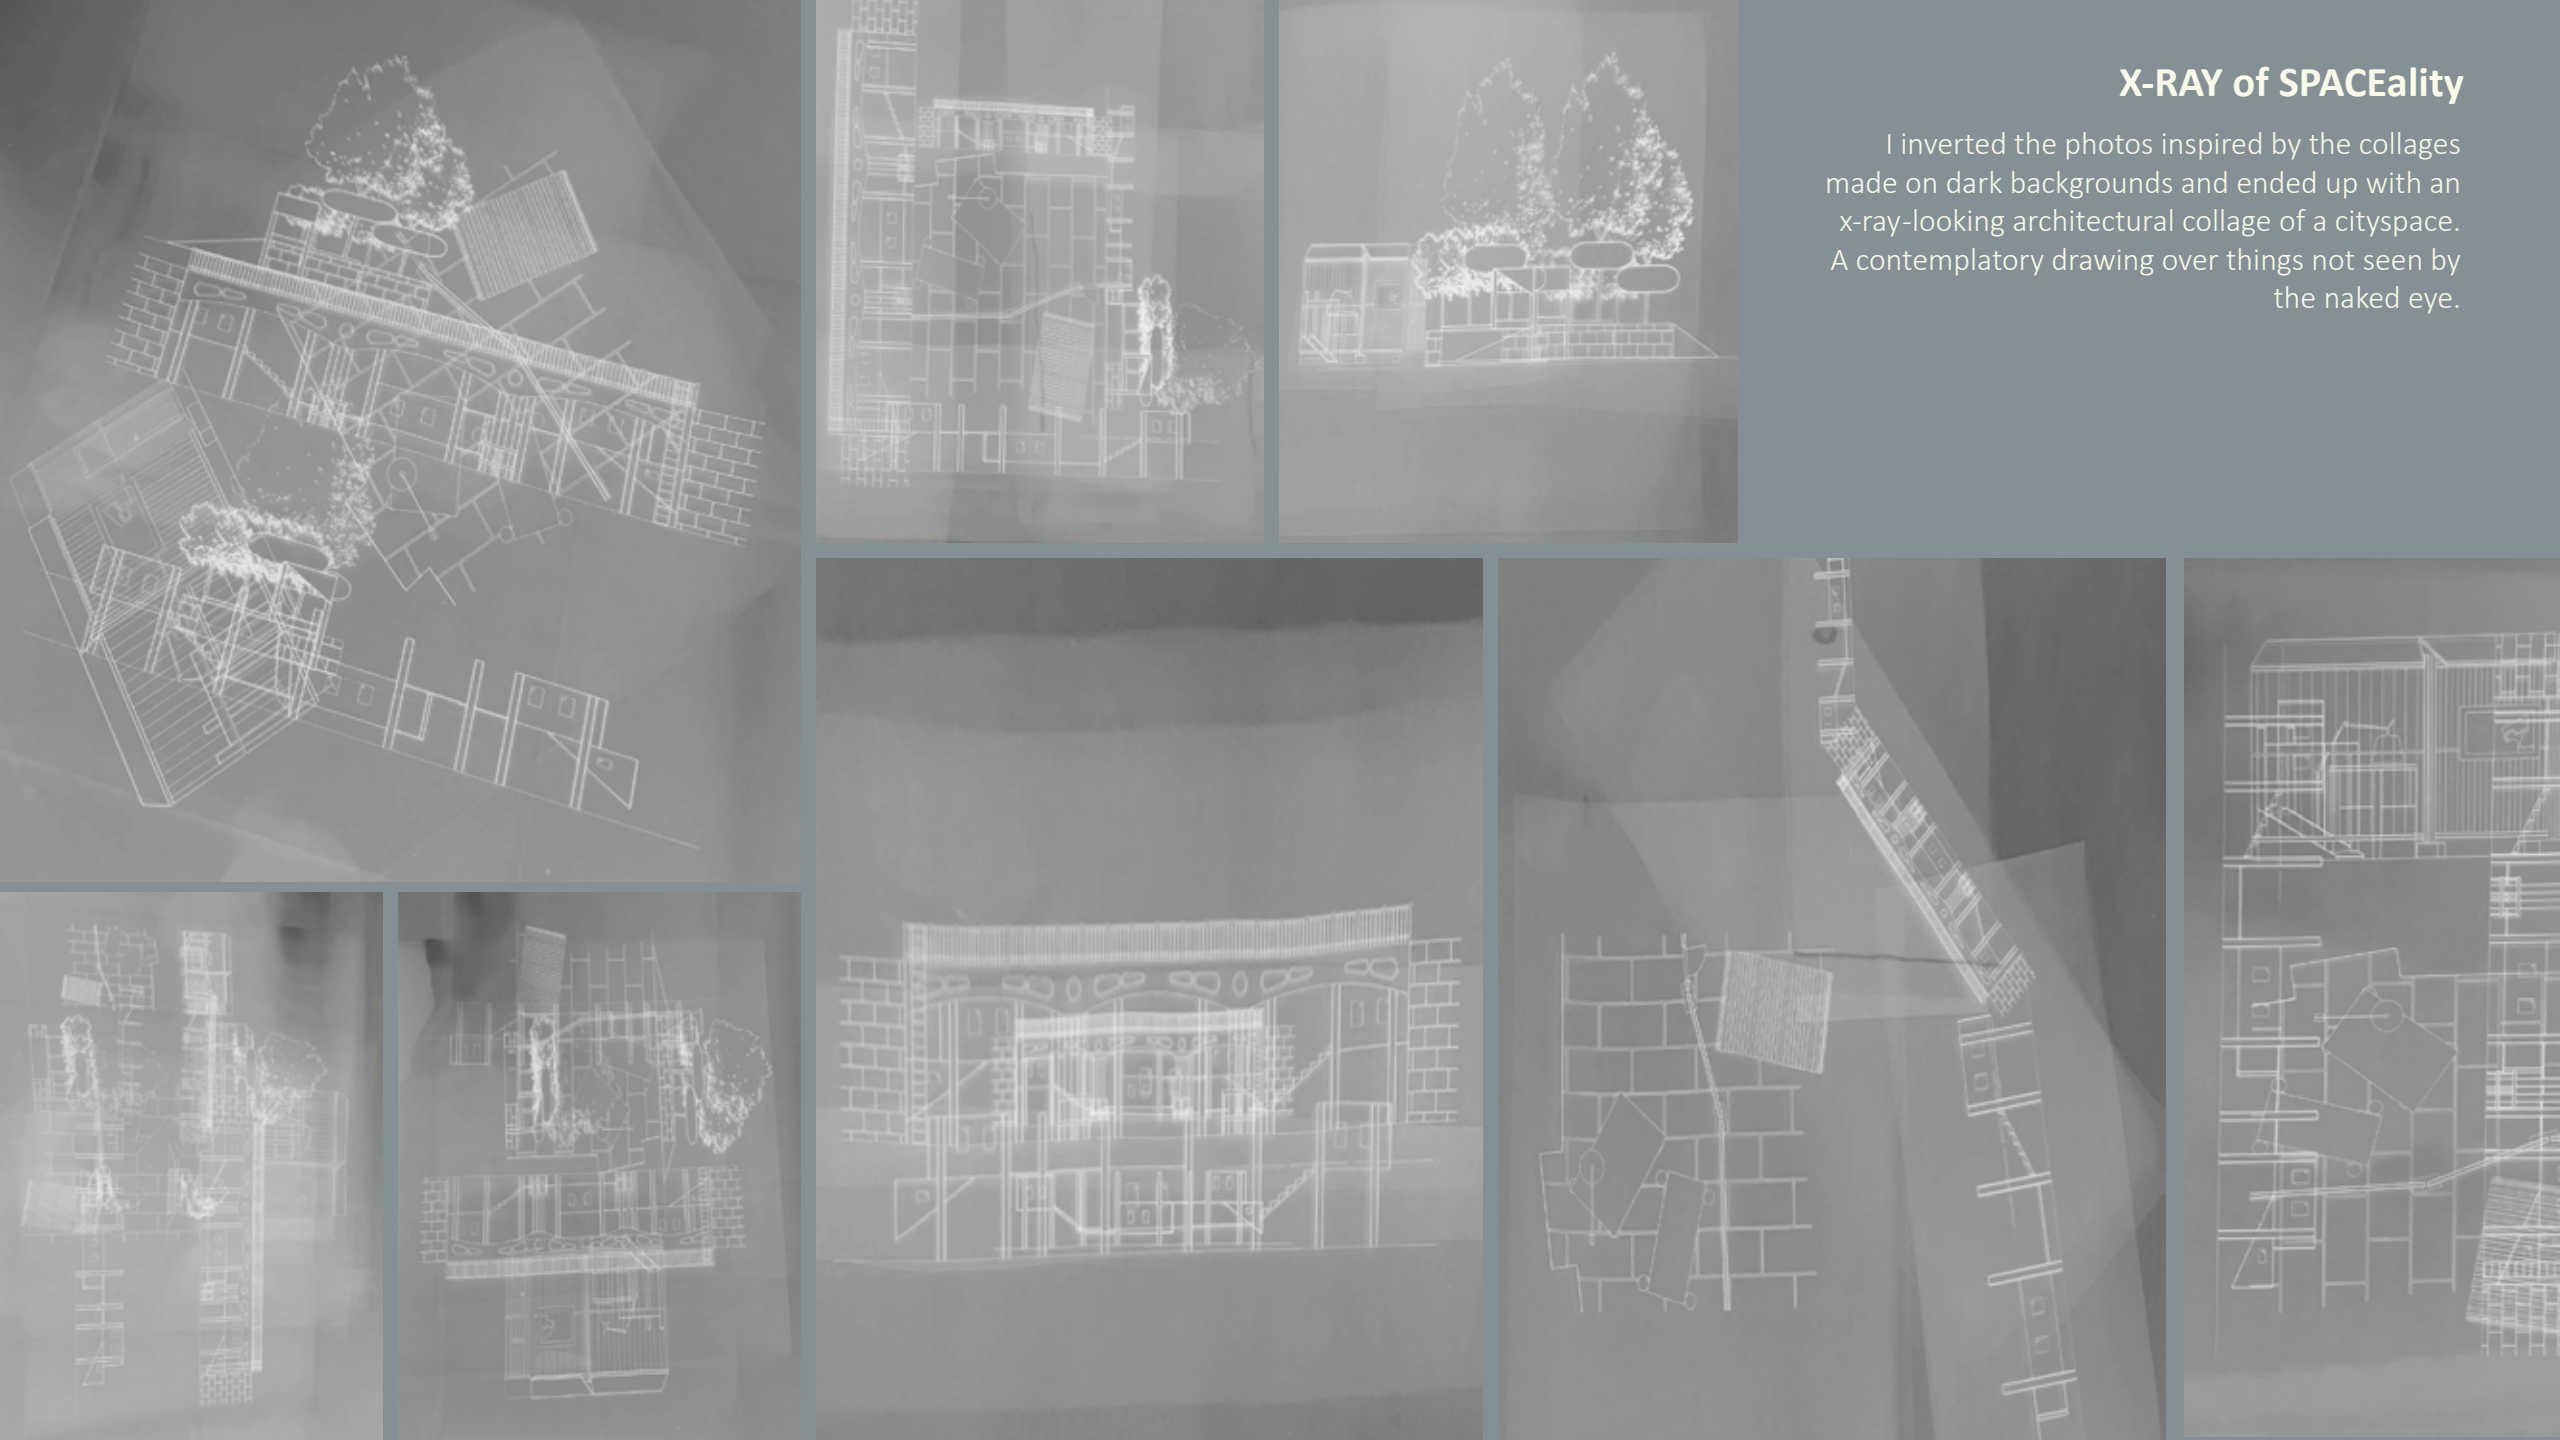 X-RAY of SPACEality
I inverted the photos inspired by the collages
made on dark backgrounds and ended up with an
x-ray-looking architectural collage of a cityspace.
A contemplatory drawing over things not seen by
the naked eye.